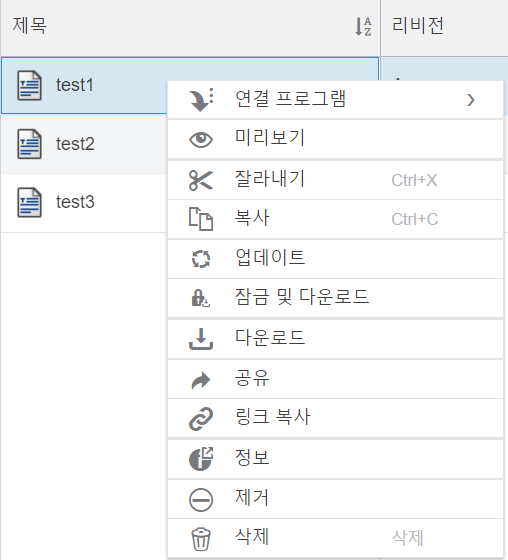 제목 리비전
test1
연결 프로그램
미리보기
test2
잘라내기 Ctrl+X
test3
복사 Ctrl+C
업데이트
잠금 및 다운로드
다운로드
공유
링크 복사
정보
제거
삭제 삭제